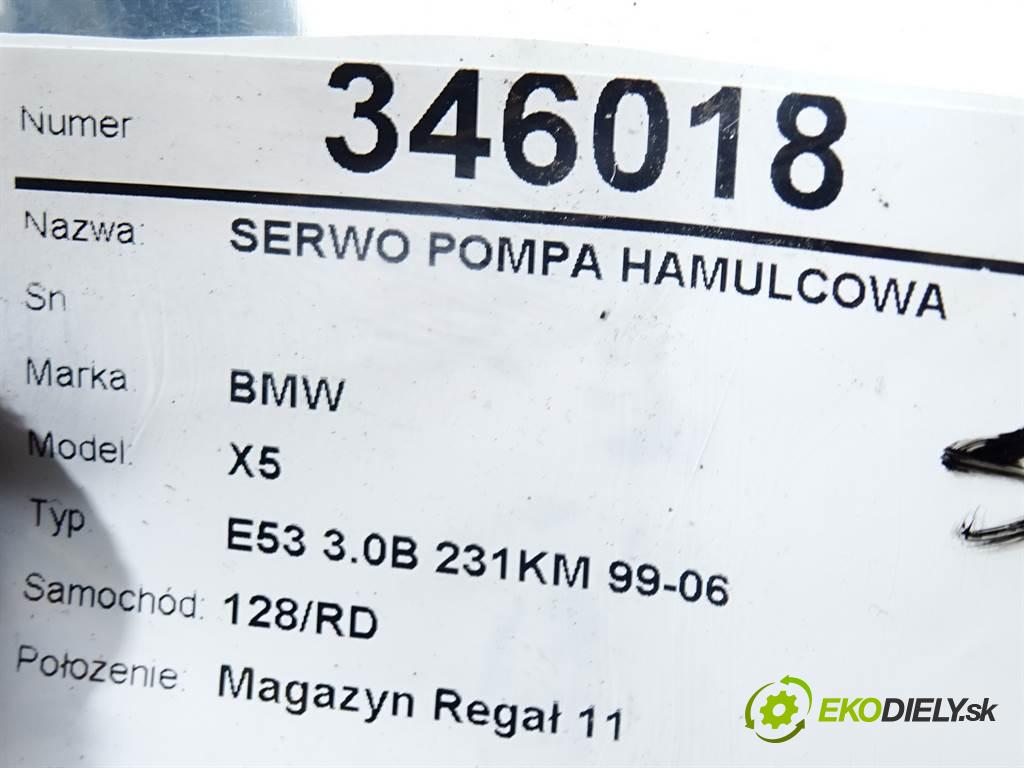 Numer 346018
Nazwa: SERWO POMPA HAMULCOWA
Sn
Marka: BMW
Model: X5
Typ E53 3.0B 231KM 99-06
Samochód: 128/RD
Położenie: Magazyn Regał 11
EKODIELY.sk